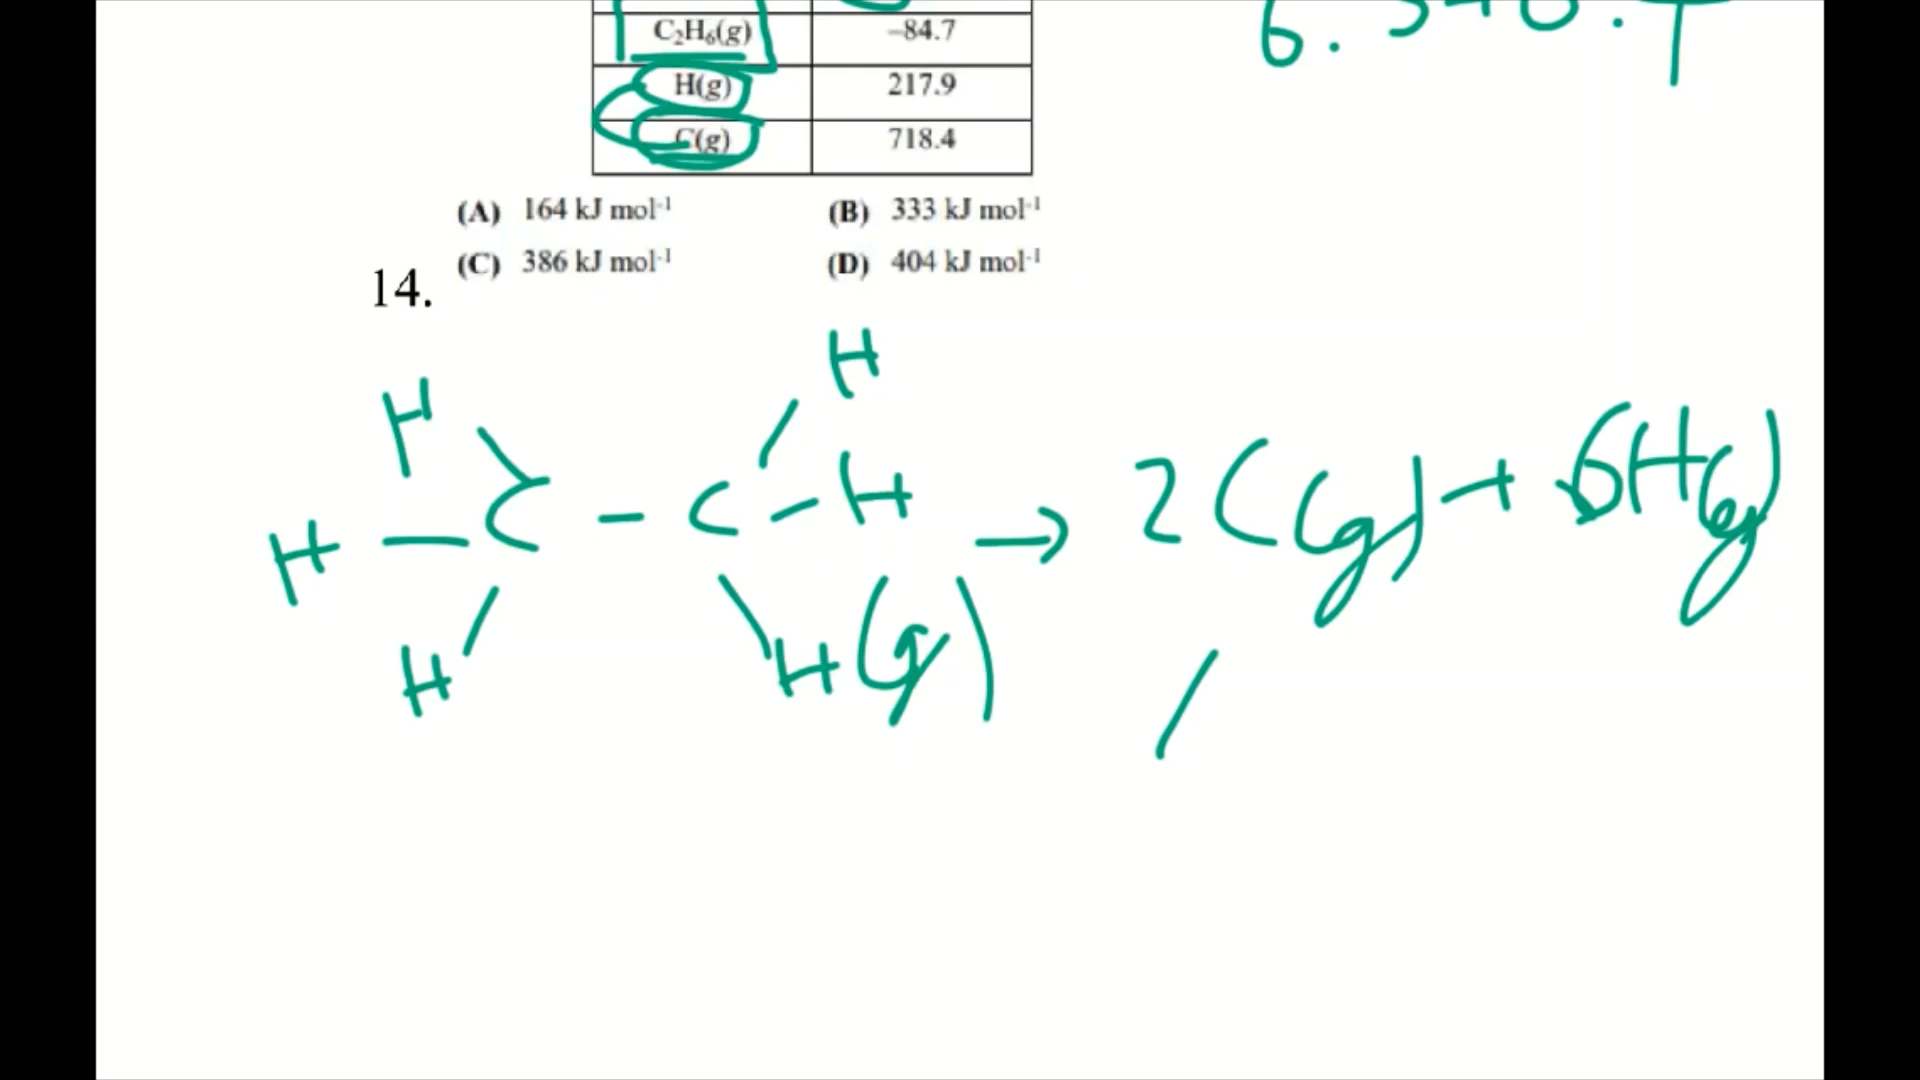 C₂H₆(g) –84.7
H(g) 217.9
C(g) 718.4
(A) 164 kJ mol⁻¹ (B) 333 kJ mol⁻¹
(C) 386 kJ mol⁻¹ (D) 404 kJ mol⁻¹
14.
H
H
C – C – H → 2C(g) + 6H(g)
H
H H(g)